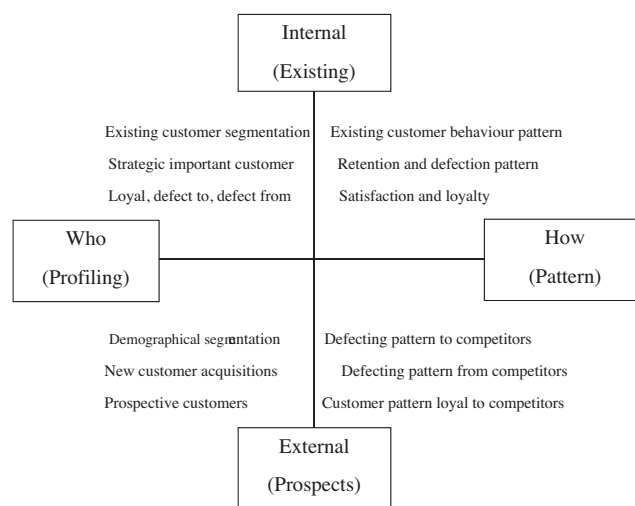 Internal
(Existing)
Existing customer segmentation
Existing customer behaviour pattern
Strategic important customer
Retention and defection pattern
Loyal, defect to, defect from
Satisfaction and loyalty
Who
(Profiling)
How
(Pattern)
Demographical segmentation
Defecting pattern to competitors
New customer acquisitions
Defecting pattern from competitors
Prospective customers
Customer pattern loyal to competitors
External
(Prospects)